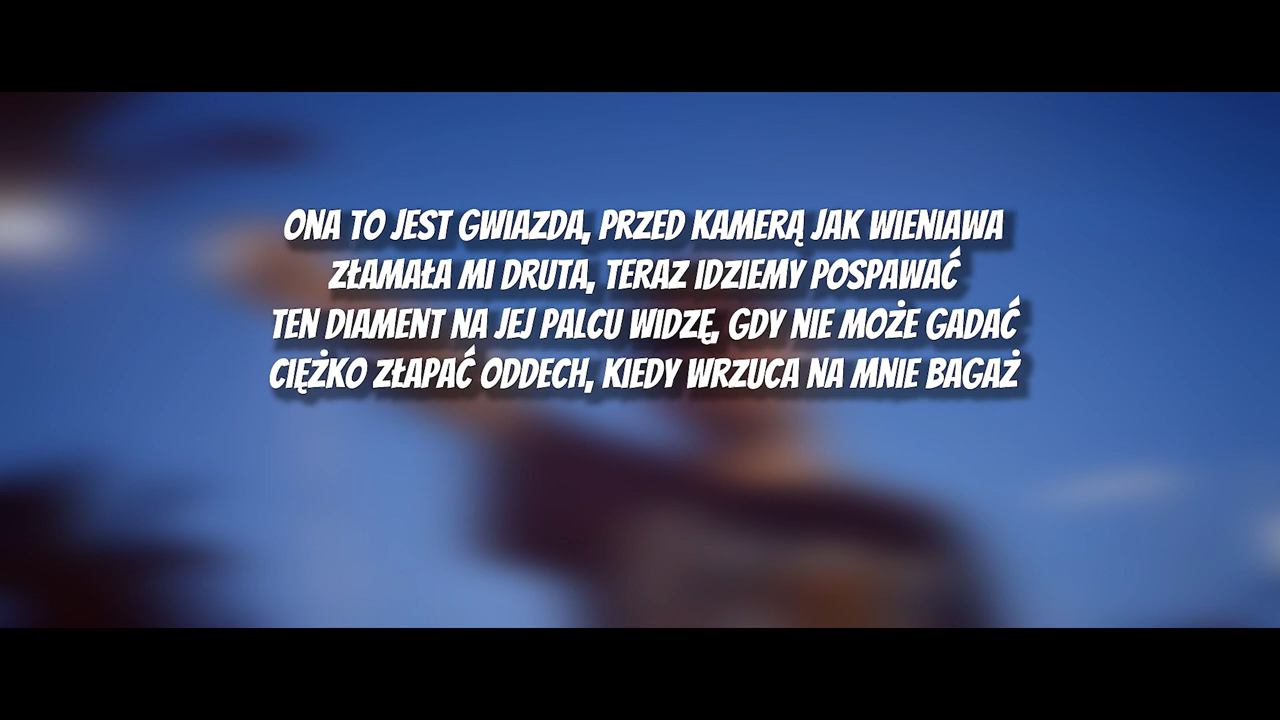 ONA TO JEST GWIAZDA, PRZED KAMERĄ JAK WIENIAWA
ZŁAMAŁA MI DRUTA, TERAZ IDZIEMY POSPAWAĆ
TEN DIAMENT NA JEJ PALCU WIDZĘ, GDY NIE MOŻE GADAĆ
CIĘŻKO ZŁAPAĆ ODDECH, KIEDY WRZUCA NA MNIE BAGAŻ